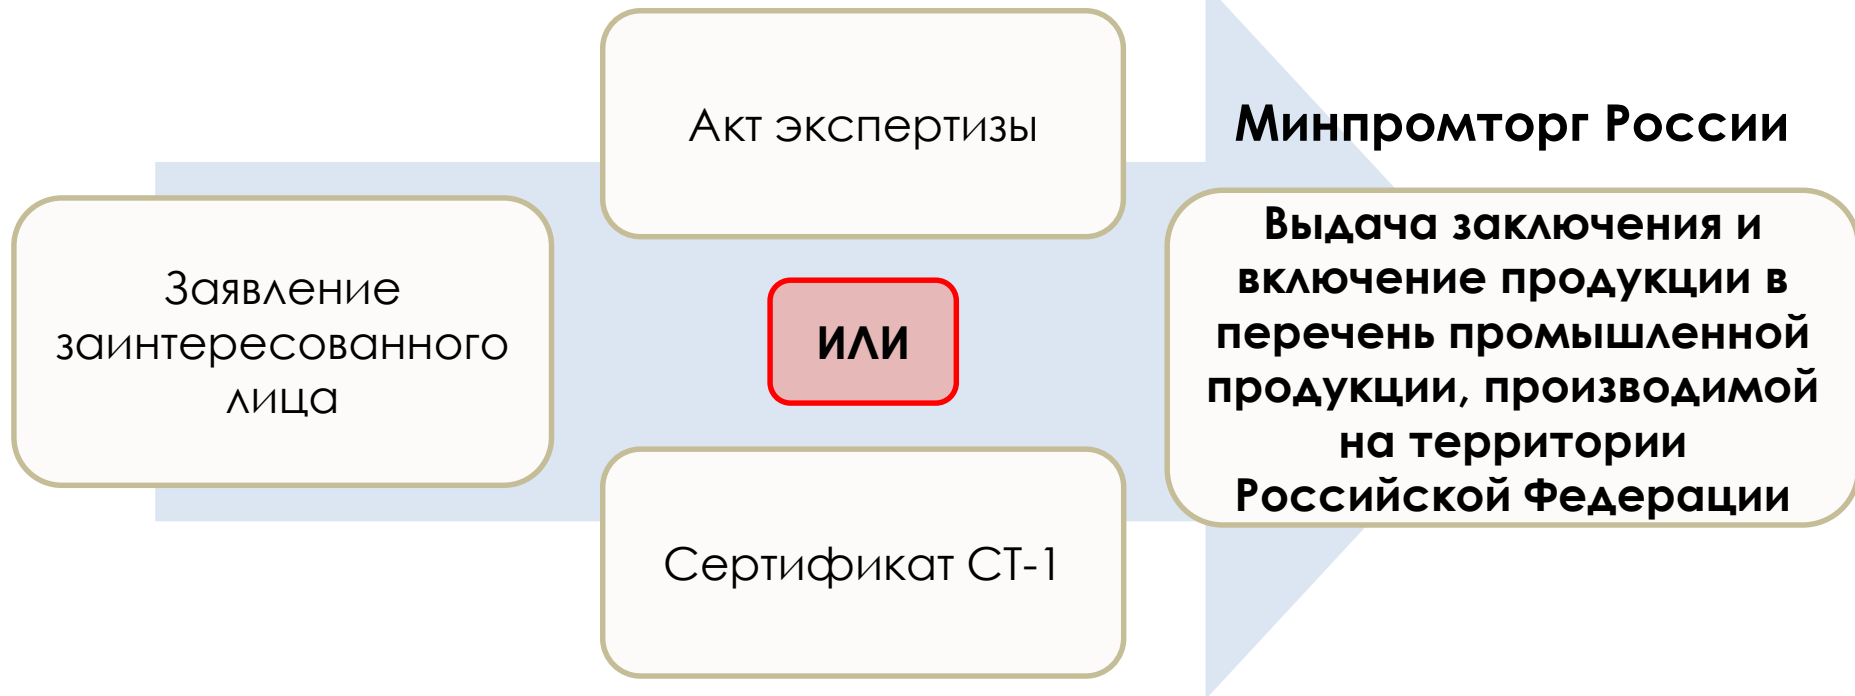 Заявление
заинтересованного
лица
Акт экспертизы
ИЛИ
Сертификат СТ-1
Минпромторг России
Выдача заключения и
включение продукции в
перечень промышленной
продукции, производимой
на территории
Российской Федерации